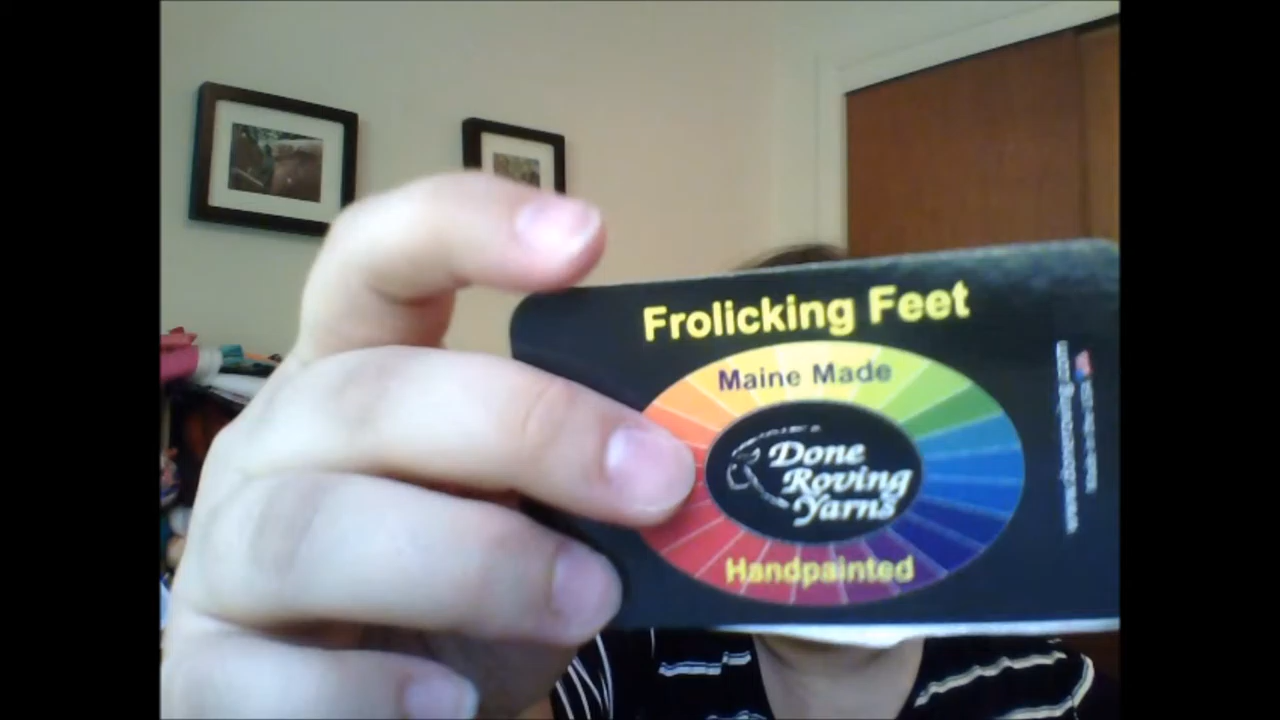 Frolicking Feet
Maine Made
Done
Roving
Yarns
Handpainted